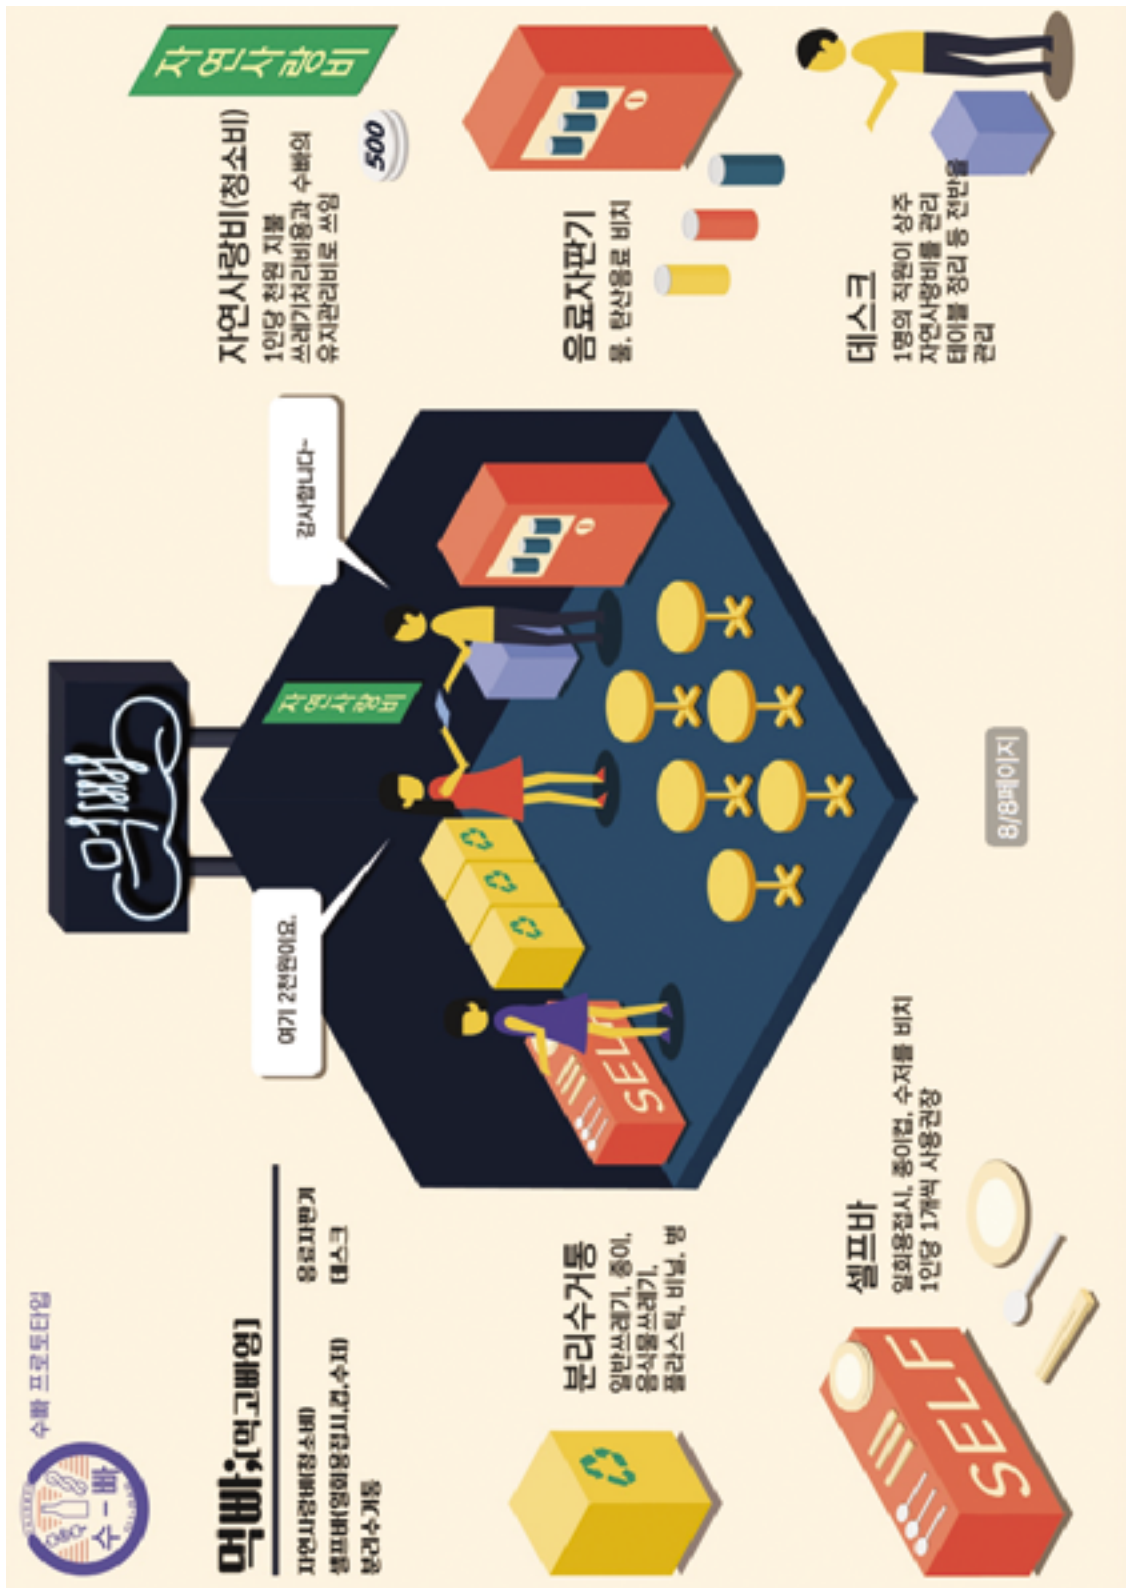 수빠 프로토타입
수-빠
먹빠;[먹고빠영]
자연사랑비(청소비)
음료자판기
셀프바(일회용접시,컵,수저)
데스크
분리수거통
여기 2천원이요.
감사합니다~
자연사랑비
SELF
자연사랑비
자연사랑비(청소비)
1인당 천원 지불
쓰레기처리비용과 수빠의
유지관리비로 쓰임
500
분리수거통
일반쓰레기, 종이,
음식물쓰레기,
플라스틱, 비닐, 병
음료자판기
물, 탄산음료 비치
셀프바
일회용접시, 종이컵, 수저를 비치
1인당 1개씩 사용권장
SELF
데스크
1명의 직원이 상주
자연사랑비를 관리
테이블 정리 등 전반을
관리
8/8페이지